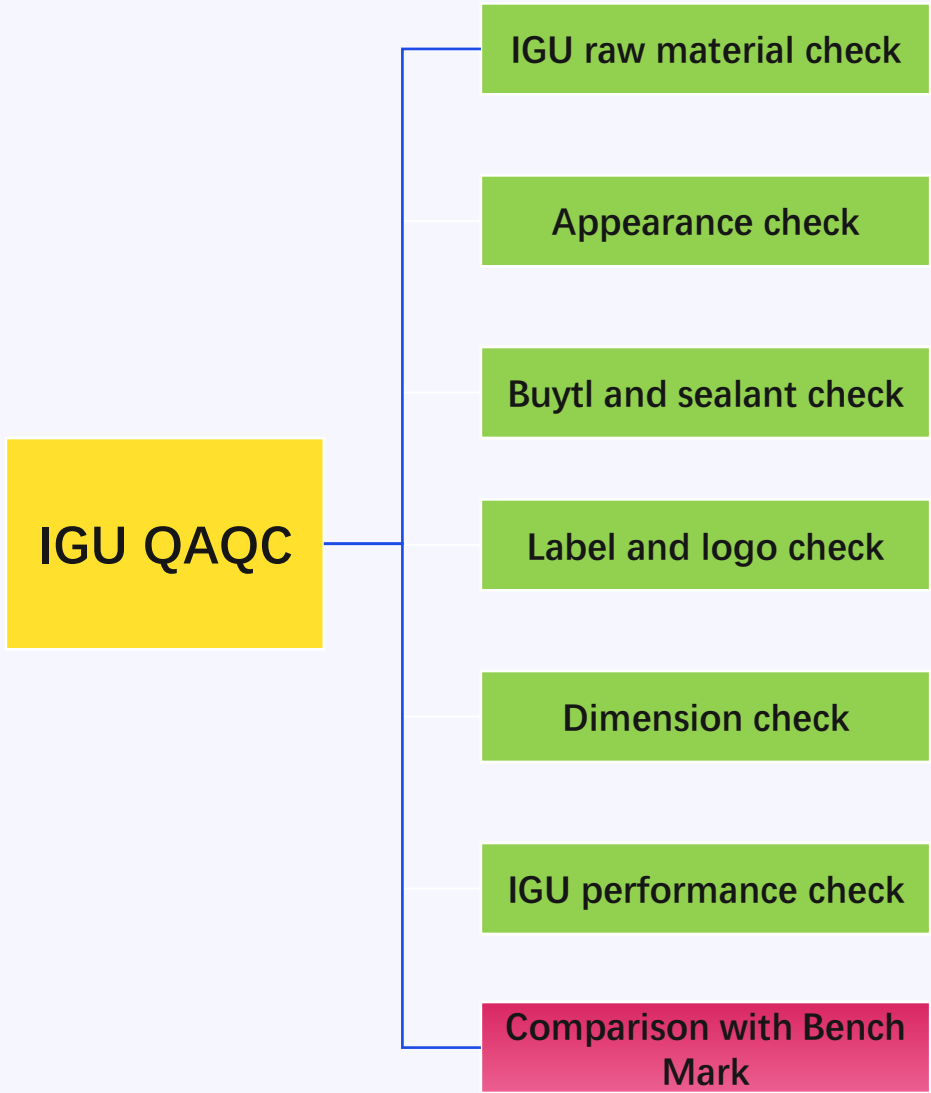 IGU raw material check
Appearance check
Buytl and sealant check
IGU QAQC
Label and logo check
Dimension check
IGU performance check
Comparison with Bench
Mark